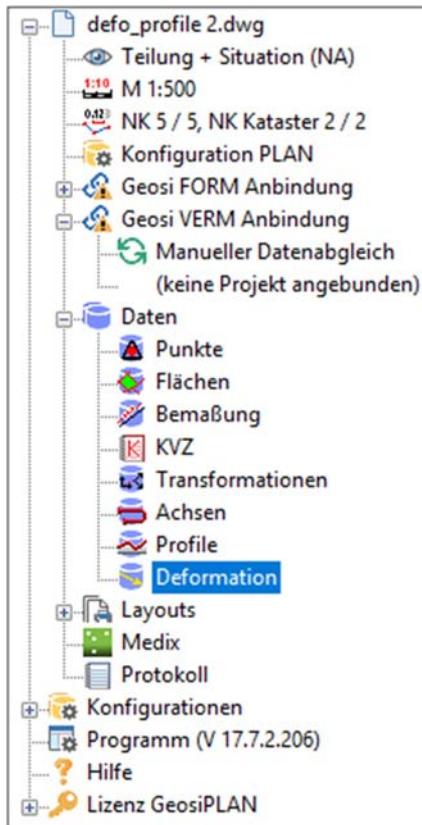 defo_profile 2.dwg
Teilung + Situation (NA)
1:10 M 1:500
0.123 NK 5 / 5, NK Kataster 2 / 2
Konfiguration PLAN
Geosi FORM Anbindung
Geosi VERM Anbindung
Manueller Datenabgleich
(keine Projekt angebunden)
Daten
Punkte
Flächen
Bemaßung
K KVZ
Transformationen
Achsen
Profile
Deformation
Layouts
Medix
Protokoll
Konfigurationen
Programm (V 17.7.2.206)
Hilfe
Lizenz GeosiPLAN